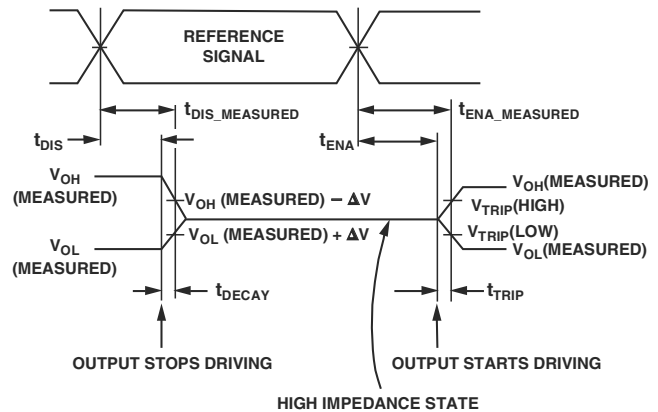 REFERENCE
SIGNAL
tDIS_MEASURED
tENA_MEASURED
tDIS
tENA
VOH
(MEASURED)
VOH (MEASURED) – ΔV
VOL (MEASURED) + ΔV
VOL
(MEASURED)
VOH(MEASURED)
VTRIP(HIGH)
VTRIP(LOW)
VOL(MEASURED)
tDECAY
tTRIP
OUTPUT STOPS DRIVING
OUTPUT STARTS DRIVING
HIGH IMPEDANCE STATE